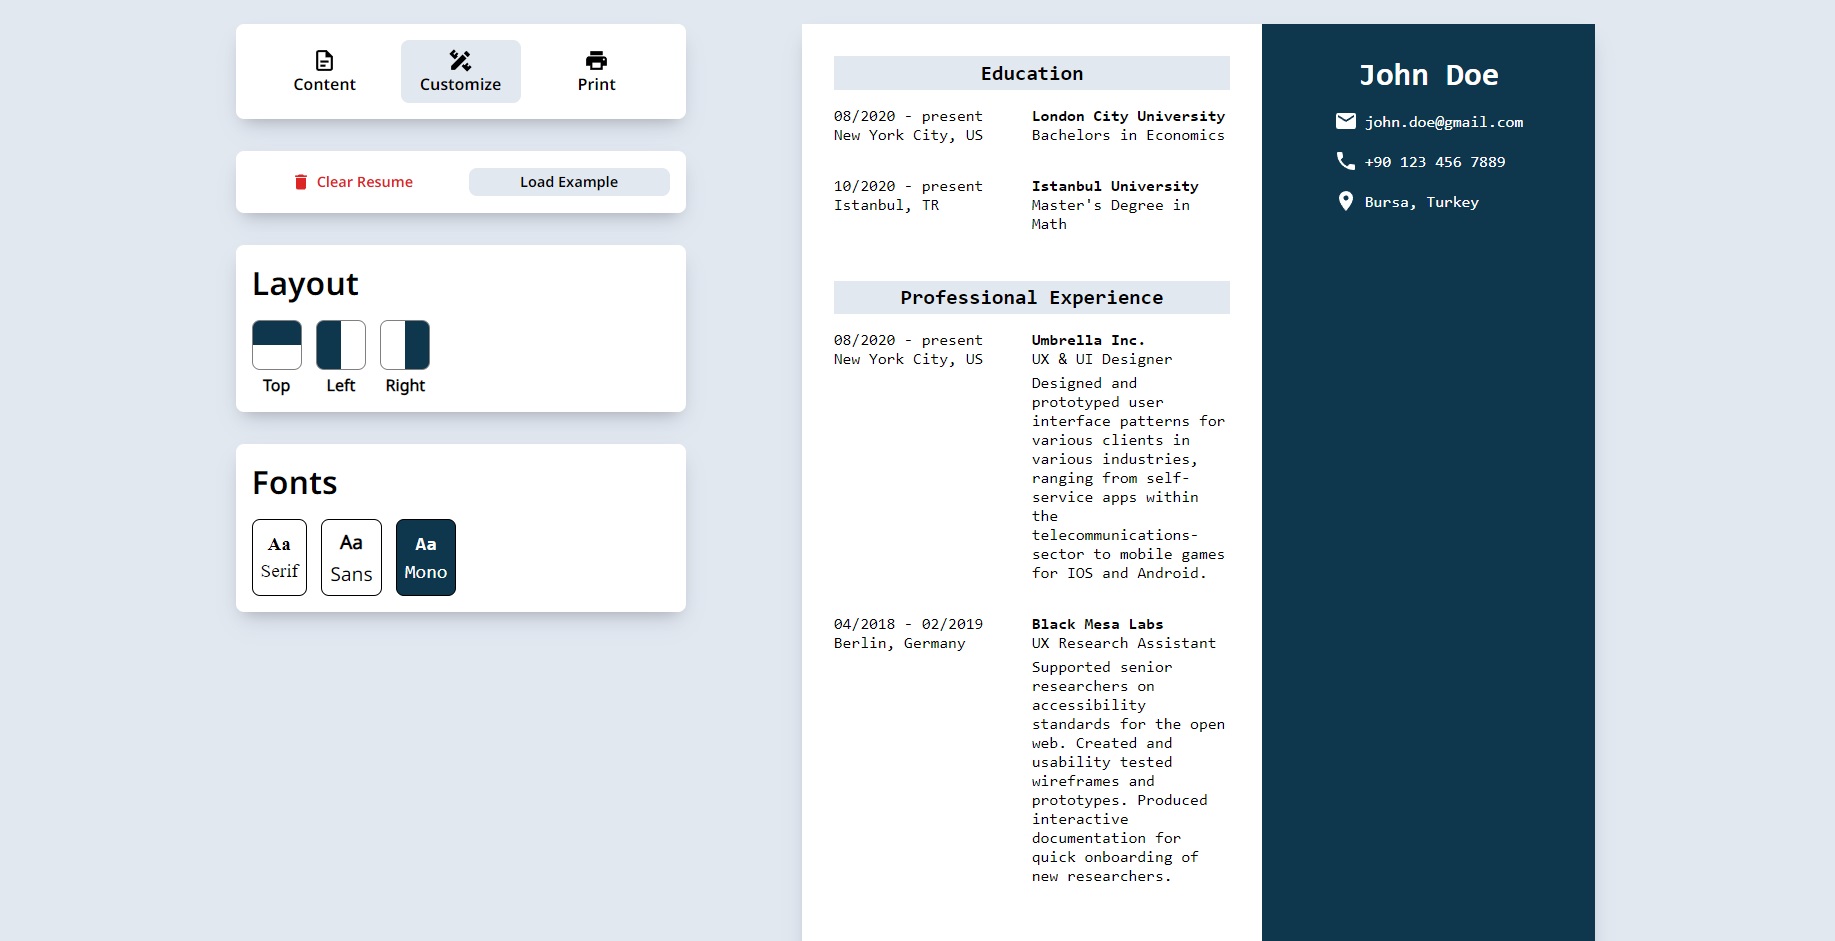 Content
Customize
Print
Clear Resume
Load Example
Layout
Top
Left
Right
Fonts
Aa
Serif
Aa
Sans
Aa
Mono
Education
08/2020 - present
New York City, US
London City University
Bachelors in Economics
10/2020 - present
Istanbul, TR
Istanbul University
Master's Degree in
Math
Professional Experience
08/2020 - present
New York City, US
Umbrella Inc.
UX & UI Designer
Designed and
prototyped user
interface patterns for
various clients in
various industries,
ranging from self-
service apps within
the
telecommunications-
sector to mobile games
for IOS and Android.
04/2018 - 02/2019
Berlin, Germany
Black Mesa Labs
UX Research Assistant
Supported senior
researchers on
accessibility
standards for the open
web. Created and
usability tested
wireframes and
prototypes. Produced
interactive
documentation for
quick onboarding of
new researchers.
John Doe
john.doe@gmail.com
+90 123 456 7889
Bursa, Turkey